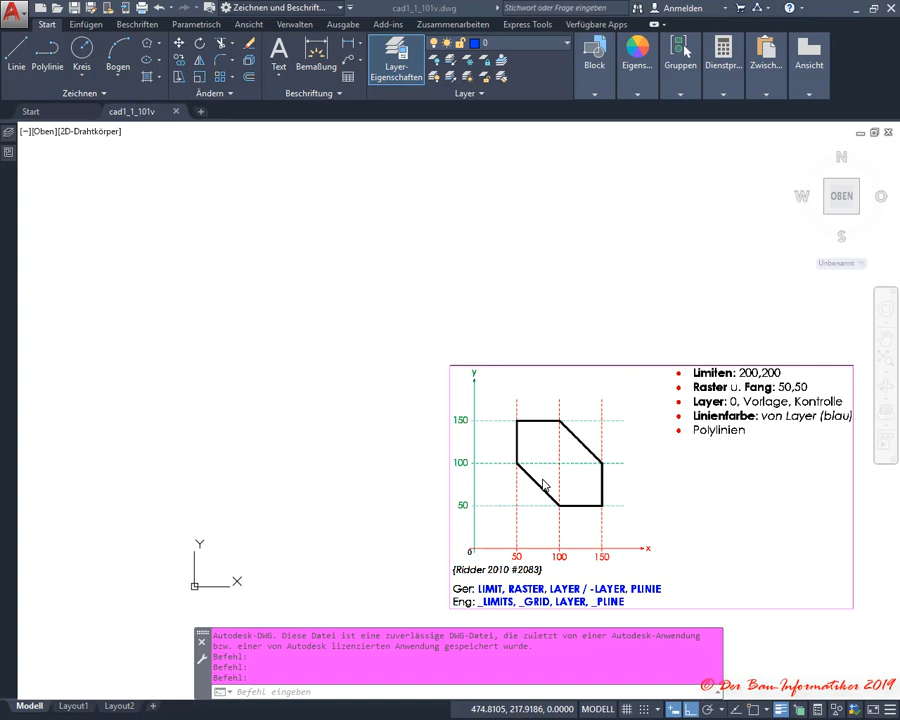 Zeichnen und Beschrift...
cad1_1_101v.dwg
Stichwort oder Frage eingeben
Anmelden
Start
Einfügen
Beschriften
Parametrisch
Ansicht
Verwalten
Ausgabe
Add-ins
Zusammenarbeiten
Express Tools
Verfügbare Apps
Linie
Polylinie
Kreis
Bogen
Text
Bemaßung
Layer-
Eigenschaften
0
Block
Eigens...
Gruppen
Dienstpr...
Zwisch...
Ansicht
Zeichnen
Ändern
Beschriftung
Layer
Start
cad1_1_101v
[−][Oben][2D-Drahtkörper]
N
W
OBEN
O
S
Unbenannt
y
150
100
50
0
50
100
150
x
• Limiten: 200,200
• Raster u. Fang: 50,50
• Layer: 0, Vorlage, Kontrolle
• Linienfarbe: von Layer (blau)
• Polylinien
{Ridder 2010 #2083}
Ger: LIMIT, RASTER, LAYER / -LAYER, PLINIE
Eng: _LIMITS, _GRID, LAYER, _PLINE
Y
X
Autodesk-DWG. Diese Datei ist eine zuverlässige DWG-Datei, die zuletzt von einer Autodesk-Anwendung
bzw. einer von Autodesk lizenzierten Anwendung gespeichert wurde.
Befehl:
Befehl:
Befehl:
Befehl eingeben
© Der Bau.Informatiker 2019
Modell
Layout1
Layout2
474.8105, 217.9186, 0.0000
MODELL